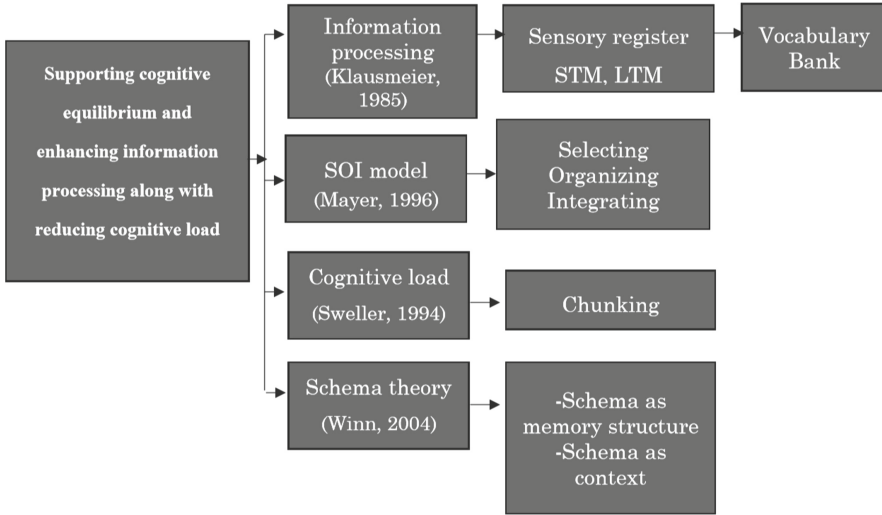 Supporting cognitive
equilibrium and
enhancing information
processing along with
reducing cognitive load
Information
processing
(Klausmeier,
1985)
Sensory register
STM, LTM
Vocabulary
Bank
SOI model
(Mayer, 1996)
Selecting
Organizing
Integrating
Cognitive load
(Sweller, 1994)
Chunking
Schema theory
(Winn, 2004)
-Schema as
memory structure
-Schema as
context